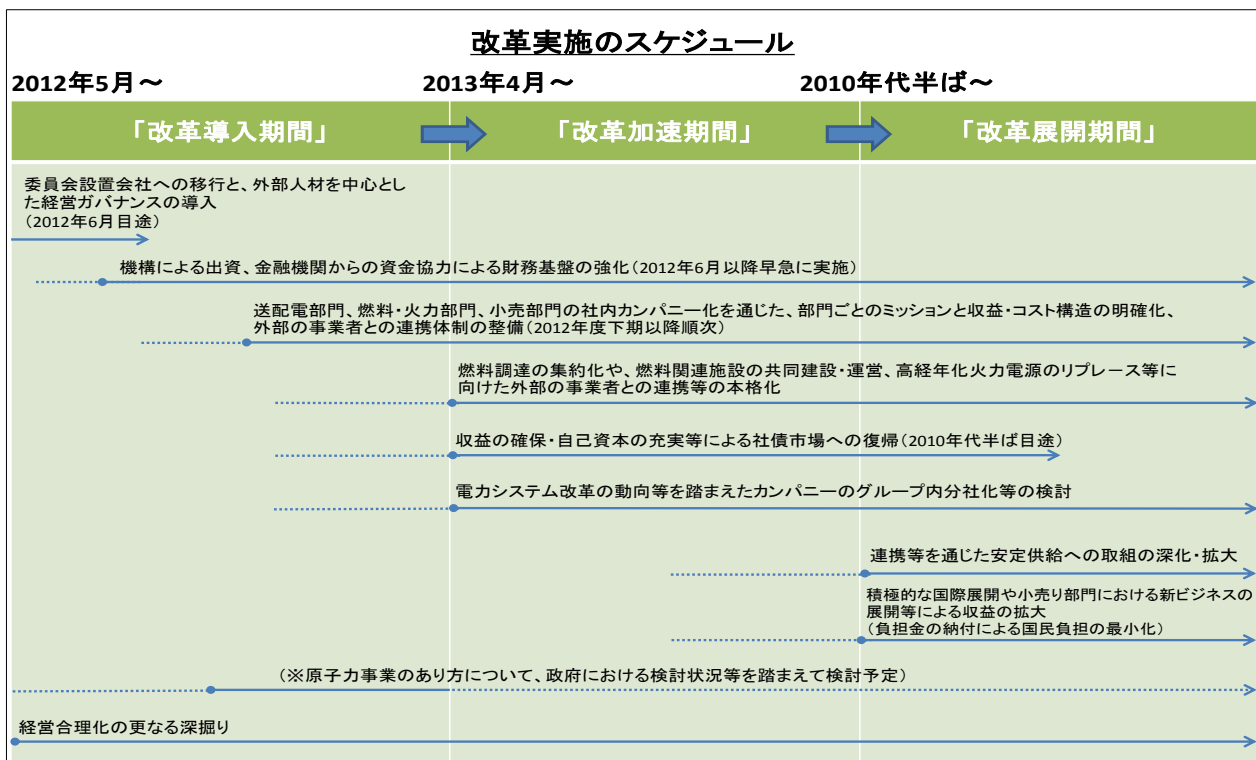 改革実施のスケジュール
2012年5月～
2013年4月～
2010年代半ば～
「改革導入期間」
「改革加速期間」
「改革展開期間」
委員会設置会社への移行と、外部人材を中心とし
た経営ガバナンスの導入
(2012年6月目途)
機構による出資、金融機関からの資金協力による財務基盤の強化(2012年6月以降早急に実施)
送配電部門、燃料・火力部門、小売部門の社内カンパニー化を通じた、部門ごとのミッションと収益・コスト構造の明確化、
外部の事業者との連携体制の整備(2012年度下期以降順次)
燃料調達の集約化や、燃料関連施設の共同建設・運営、高経年化火力電源のリプレース等に
向けた外部の事業者との連携等の本格化
収益の確保・自己資本の充実等による社債市場への復帰(2010年代半ば目途)
電力システム改革の動向等を踏まえたカンパニーのグループ内分社化等の検討
連携等を通じた安定供給への取組の深化・拡大
積極的な国際展開や小売り部門における新ビジネスの
展開等による収益の拡大
(負担金の納付による国民負担の最小化)
(※原子力事業のあり方について、政府における検討状況等を踏まえて検討予定)
経営合理化の更なる深掘り